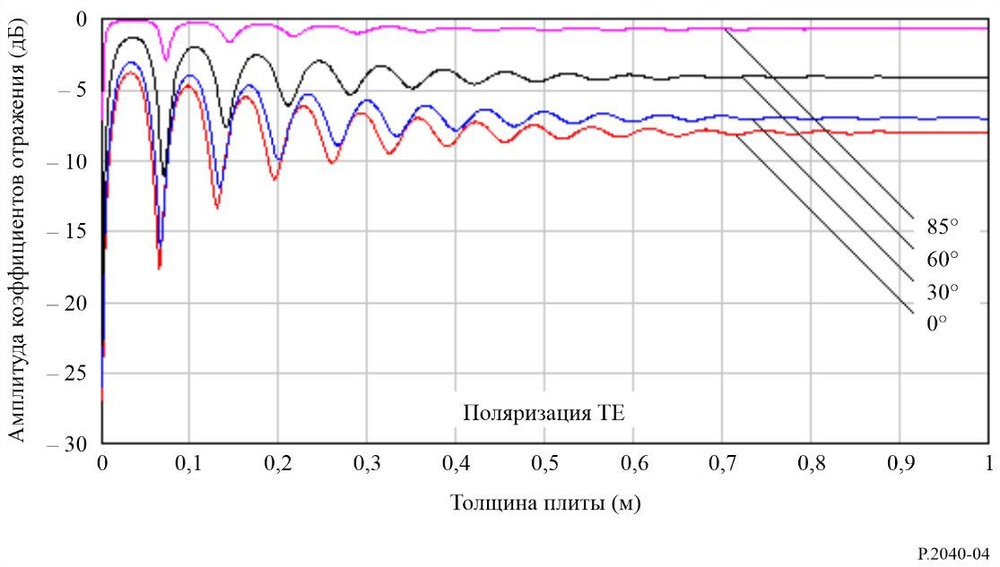 Амплитуда коэффициентов отражения (дБ)
0
– 5
– 10
– 15
– 20
– 25
– 30
85°
60°
30°
0°
Поляризация TE
0 0,1 0,2 0,3 0,4 0,5 0,6 0,7 0,8 0,9 1
Толщина плиты (м)
P.2040-04